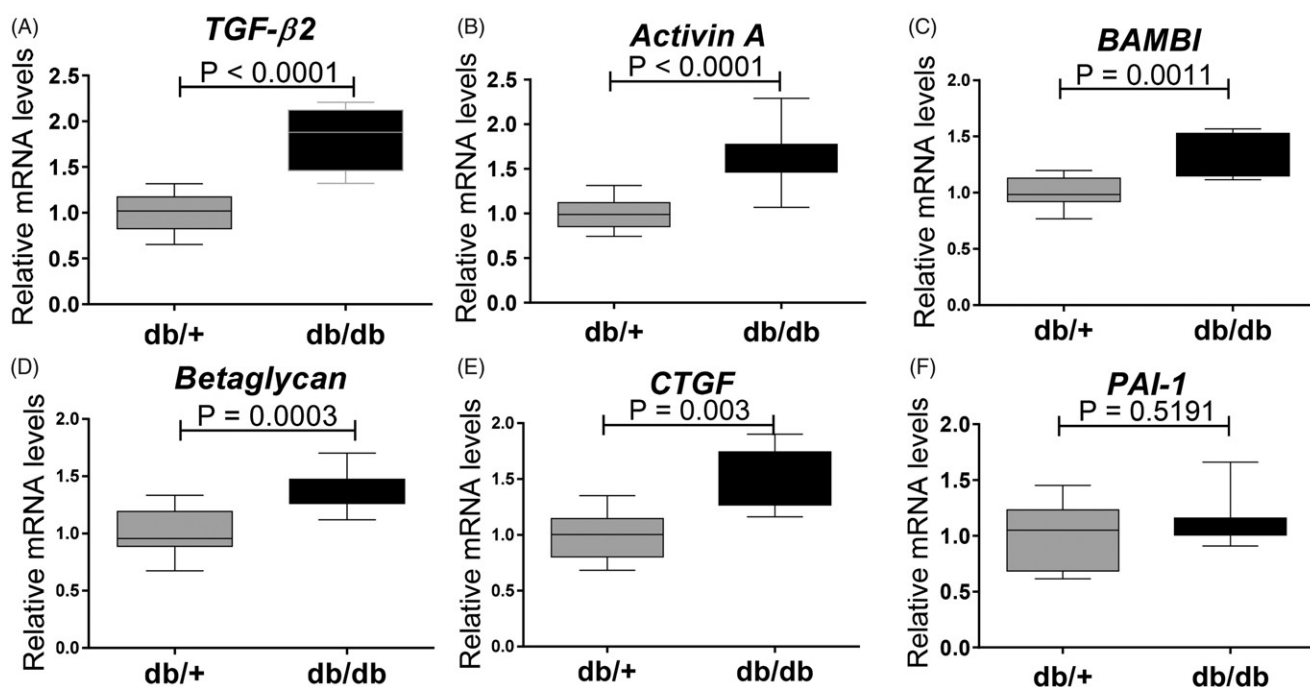 (A)
TGF-β2
P < 0.0001
Relative mRNA levels
2.5
2.0
1.5
1.0
0.5
0.0
db/+ db/db
(B)
Activin A
P < 0.0001
Relative mRNA levels
2.5
2.0
1.5
1.0
0.5
0.0
db/+ db/db
(C)
BAMBI
P = 0.0011
Relative mRNA levels
2.0
1.5
1.0
0.5
0.0
db/+ db/db
(D)
Betaglycan
P = 0.0003
Relative mRNA levels
2.0
1.5
1.0
0.5
0.0
db/+ db/db
(E)
CTGF
P = 0.003
Relative mRNA levels
2.0
1.5
1.0
0.5
0.0
db/+ db/db
(F)
PAI-1
P = 0.5191
Relative mRNA levels
2.0
1.5
1.0
0.5
0.0
db/+ db/db